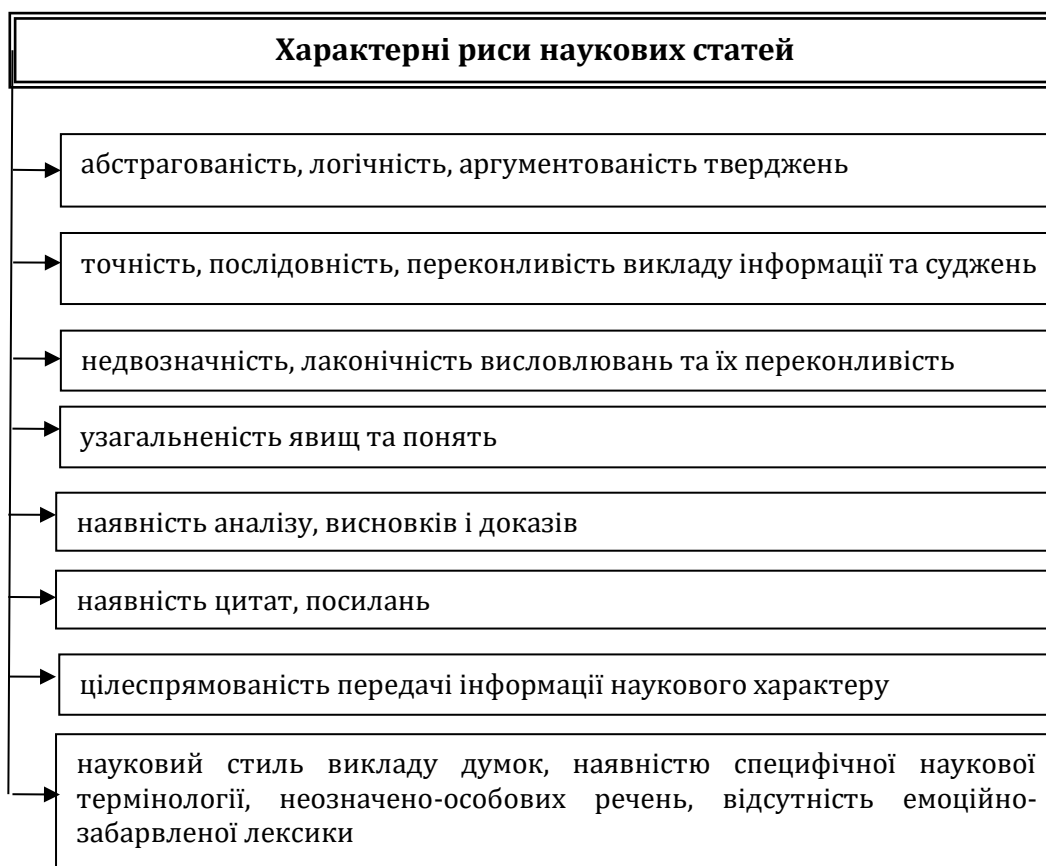 Характерні риси наукових статей
абстрагованість, логічність, аргументованість тверджень
точність, послідовність, переконливість викладу інформації та суджень
недвозначність, лаконічність висловлювань та їх переконливість
узагальненість явищ та понять
наявність аналізу, висновків і доказів
наявність цитат, посилань
цілеспрямованість передачі інформації наукового характеру
науковий стиль викладу думок, наявністю специфічної наукової
термінології, неозначено-особових речень, відсутність емоційно-
забарвленої лексики